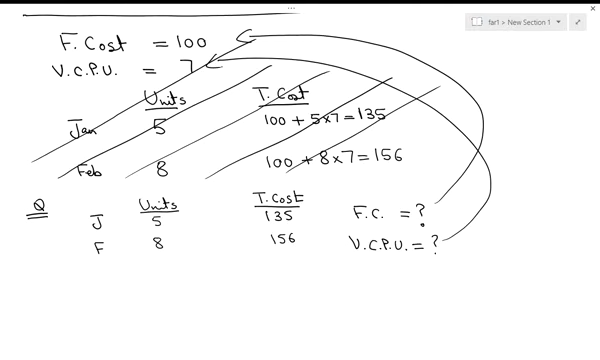 far1 > New Section 1
F. Cost = 100
V.C.P.U. = 7
Units T. Cost
Jan 5 100 + 5x7 = 135
Feb 8 100 + 8x7 = 156
Q Units T. Cost
J 5 135 F.C. = ?
F 8 156 V.C.P.U. = ?